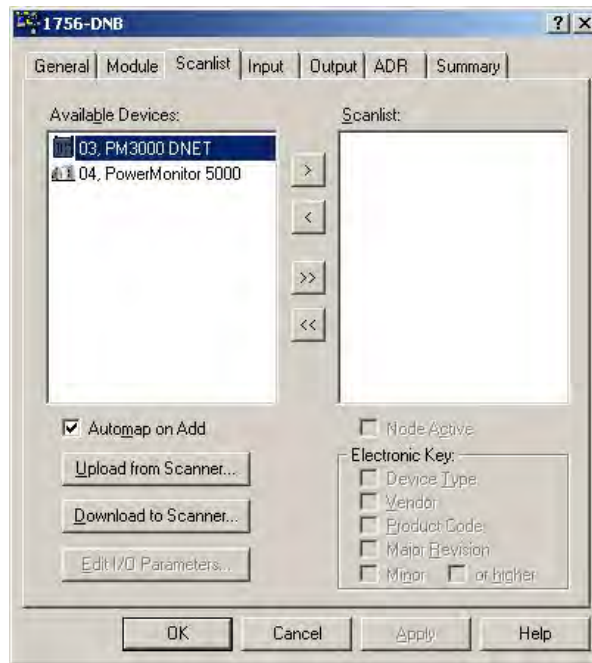 1756-DNB
General Module Scanlist Input Output ADR Summary
Available Devices:
Scanlist:
03, PM3000 DNET
04, PowerMonitor 5000
>
<
>>
<<
Automap on Add
Node Active
Upload from Scanner...
Download to Scanner...
Edit I/O Parameters...
Electronic Key:
Device Type
Vendor
Product Code
Major Revision
Minor or higher
OK Cancel Apply Help